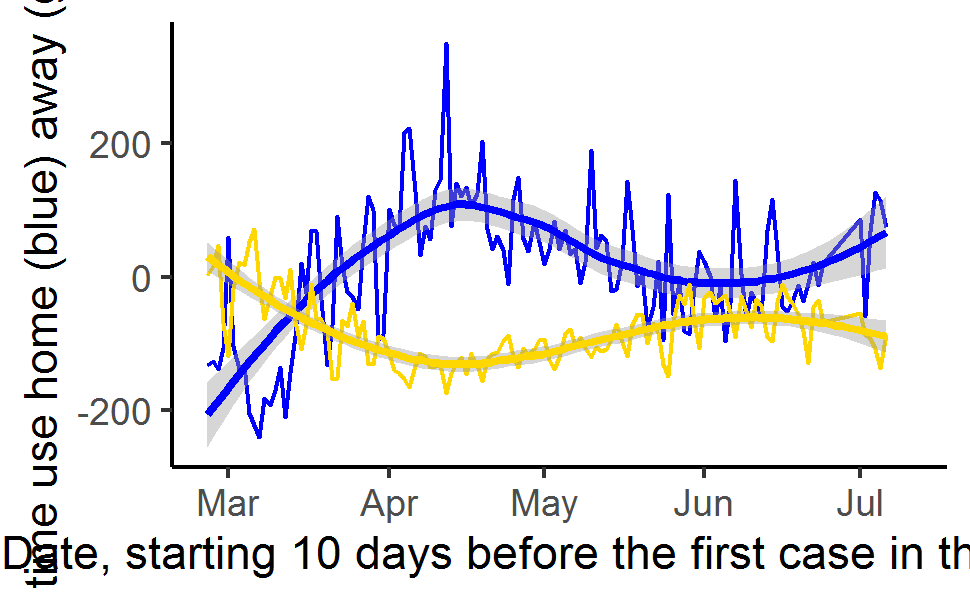 time use home (blue) away (
200
0
-200
Mar Apr May Jun Jul
Date, starting 10 days before the first case in th